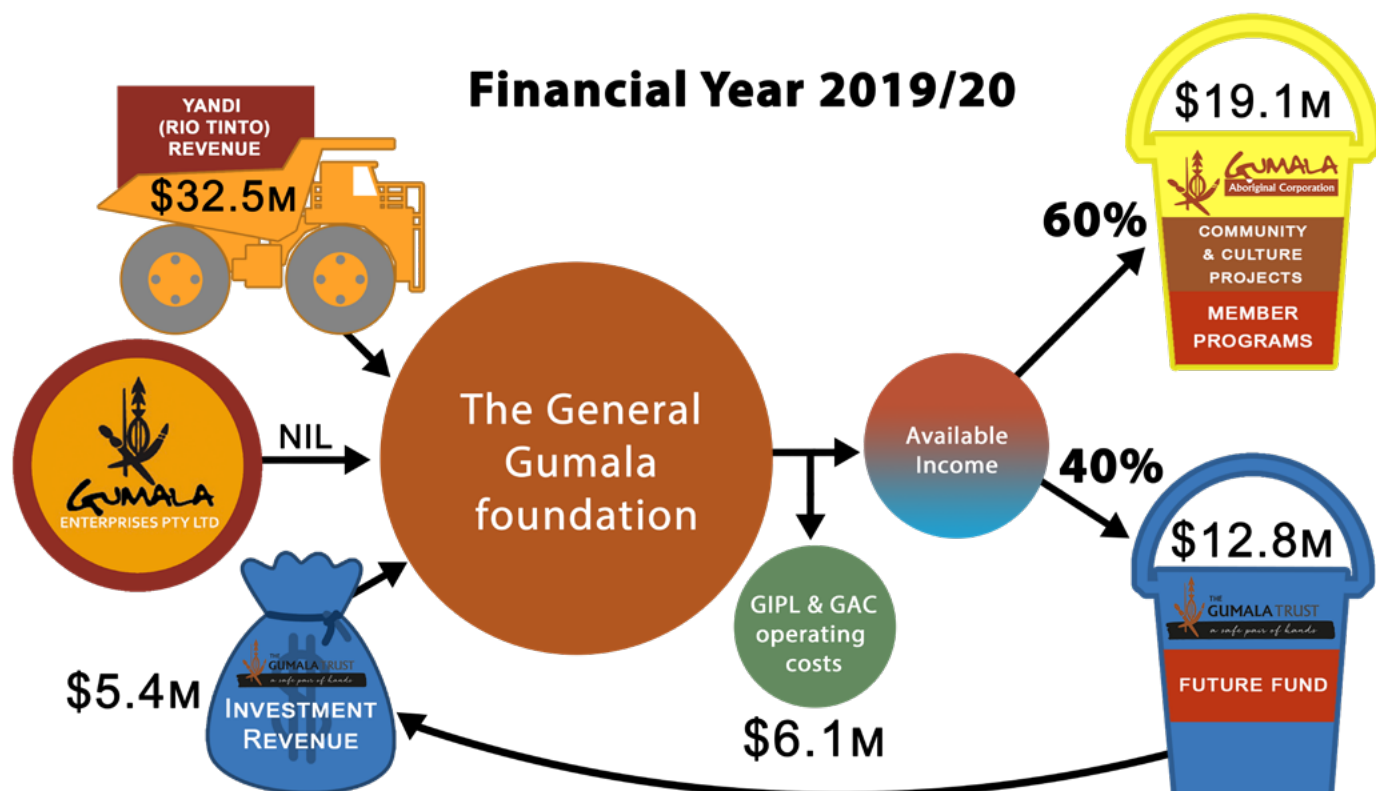 Financial Year 2019/20
YANDI
(RIO TINTO)
REVENUE
$32.5M
GUMALA
ENTERPRISES PTY LTD
NIL
THE
GUMALA TRUST
a safe pair of hands
INVESTMENT
REVENUE
$5.4M
The General
Gumala
foundation
GIPL & GAC
operating
costs
$6.1M
Available
Income
60%
$19.1M
GUMALA
Aboriginal Corporation
COMMUNITY
& CULTURE
PROJECTS
MEMBER
PROGRAMS
40%
$12.8M
THE
GUMALA TRUST
a safe pair of hands
FUTURE FUND